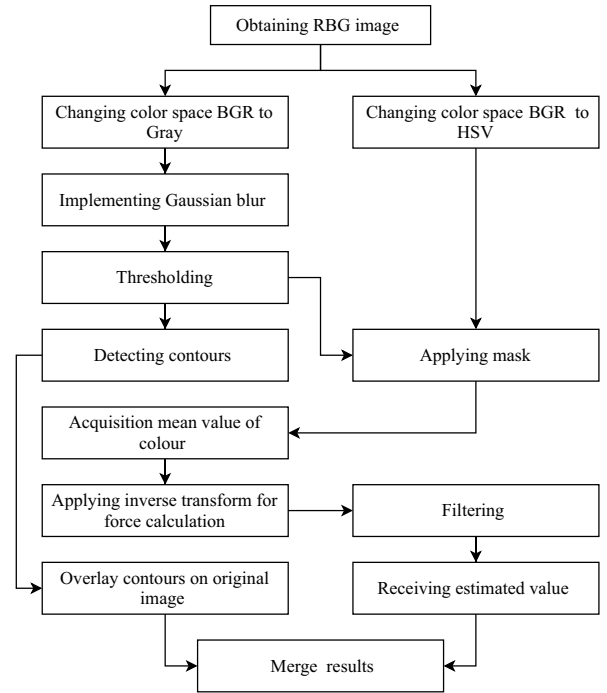 Obtaining RBG image
Changing color space BGR to
Gray
Changing color space BGR to
HSV
Implementing Gaussian blur
Thresholding
Detecting contours
Applying mask
Acquisition mean value of
colour
Applying inverse transform for
force calculation
Filtering
Overlay contours on original
image
Receiving estimated value
Merge results